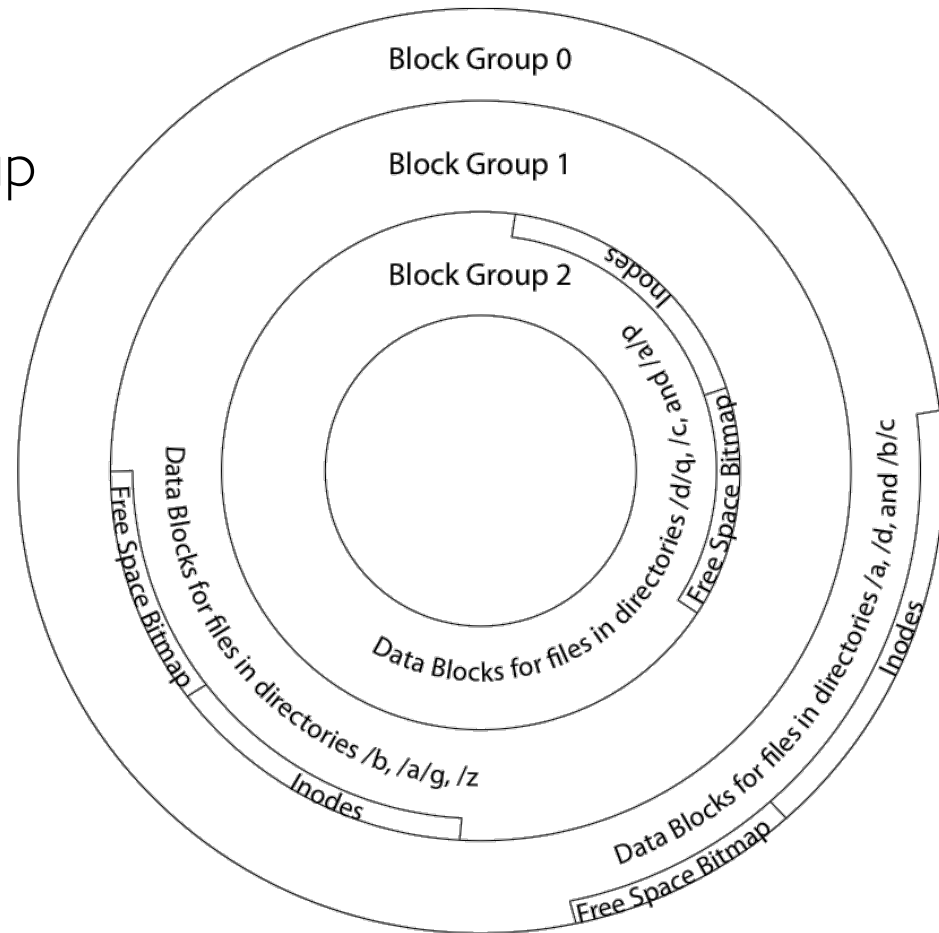 Block Group 0
up
Block Group 1
Block Group 2
Inodes
Data Blocks for files in directories /d/q, /c, and /a/p
Free Space Bitmap
Data Blocks for files in directories /b, /a/g, /z
Free Space Bitmap
Inodes
Data Blocks for files in directories /a, /d, and /b/c
Inodes
Free Space Bitmap